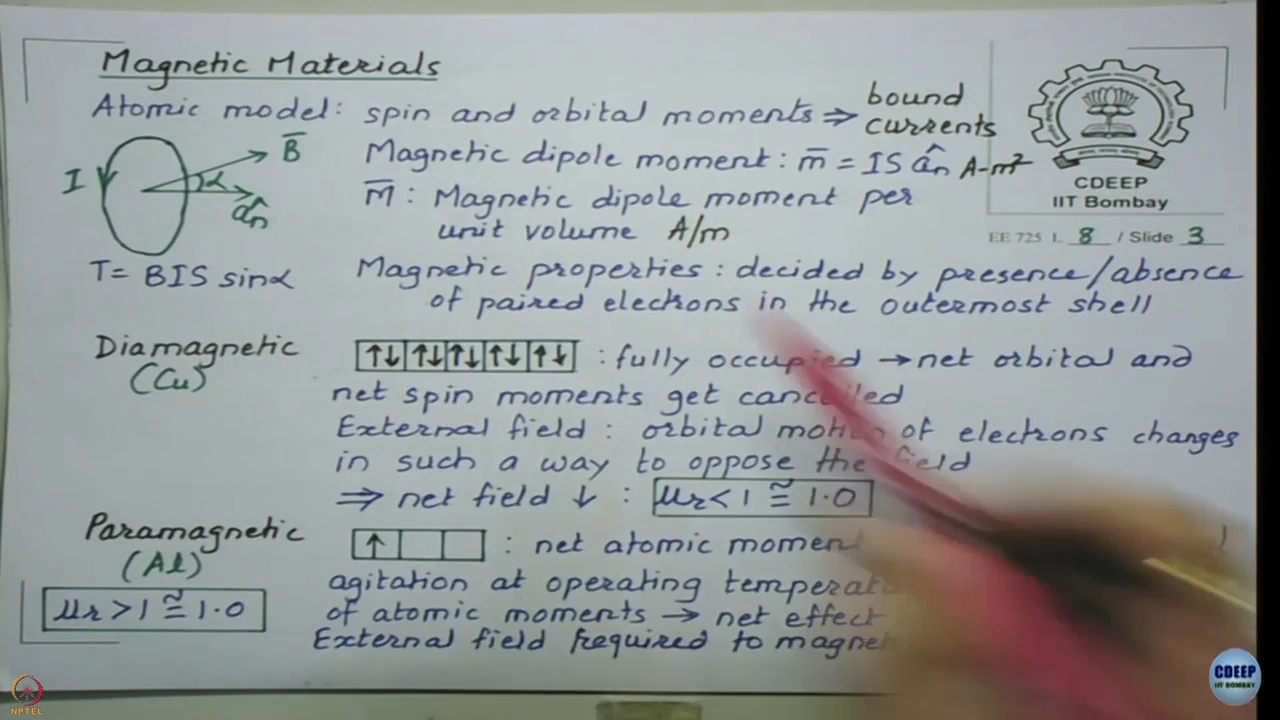 Magnetic Materials
Atomic model: spin and orbital moments ⇒ bound currents
I
B̅
α
âₙ
Magnetic dipole moment: m̅ = IS âₙ A-m²
M̅: Magnetic dipole moment per
unit volume A/m
CDEEP
IIT Bombay
EE 725 L 8 / Slide 3
T = BIS sinα
Magnetic properties: decided by presence/absence
of paired electrons in the outermost shell
Diamagnetic
(Cu)
↑↓ ↑↓ ↑↓ ↑↓ ↑↓ : fully occupied → net orbital and
net spin moments get cancelled
External field: orbital motion of electrons changes
in such a way to oppose the field
⇒ net field ↓ : μr < 1 ≅ 1.0
Paramagnetic
(Al)
μr > 1 ≅ 1.0
↑ : net atomic moment
agitation at operating
of atomic moments → net effect
External field required to
NPTEL
CDEEP
IIT BOMBAY